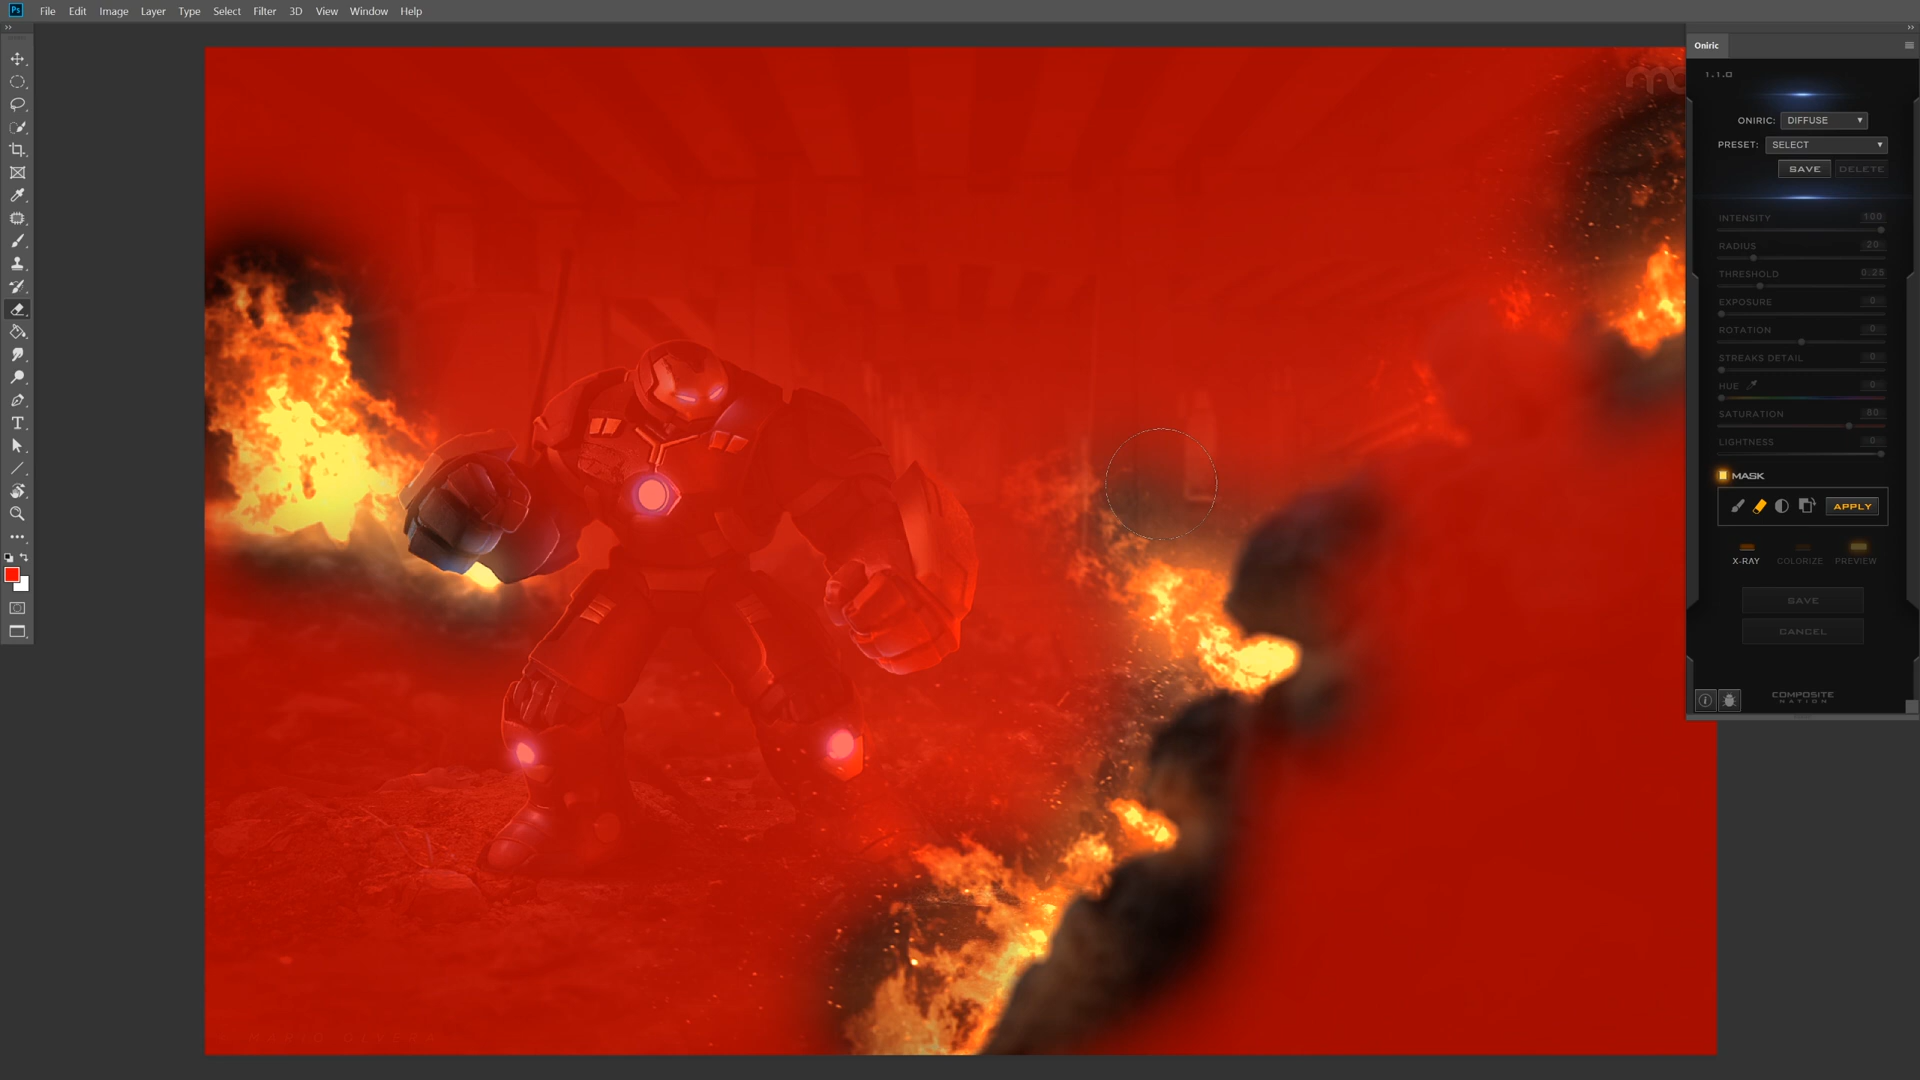 Ps File Edit Image Layer Type Select Filter 3D View Window Help
Oniric
1.1.0
ONIRIC: DIFFUSE
PRESET: SELECT
SAVE DELETE
INTENSITY 100
RADIUS 20
THRESHOLD 0.25
EXPOSURE 0
ROTATION 0
STREAKS DETAIL 0
HUE 0
SATURATION 80
LIGHTNESS 0
MASK
APPLY
X-RAY COLORIZE PREVIEW
SAVE
CANCEL
COMPOSITE
NATION